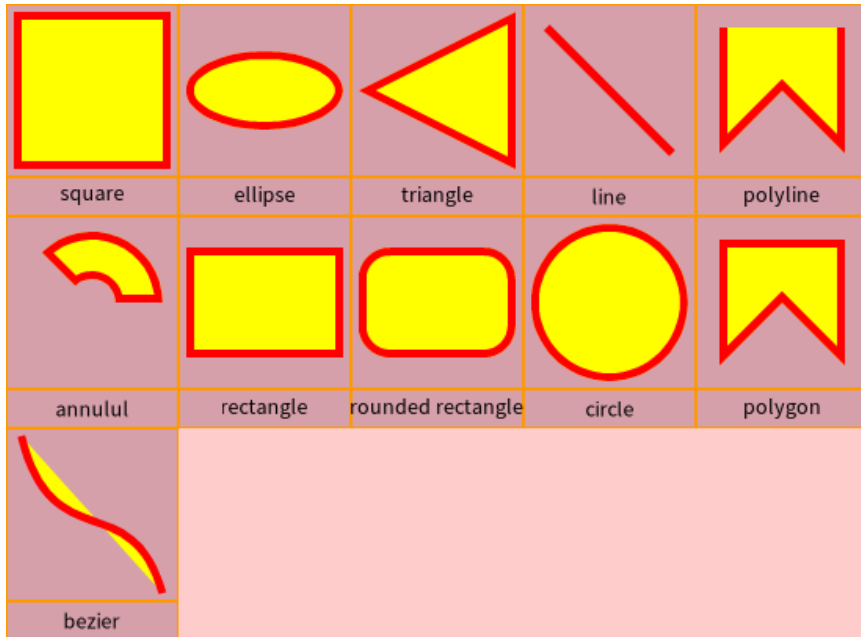 square
ellipse
triangle
line
polyline
annulul
rectangle
rounded rectangle
circle
polygon
bezier